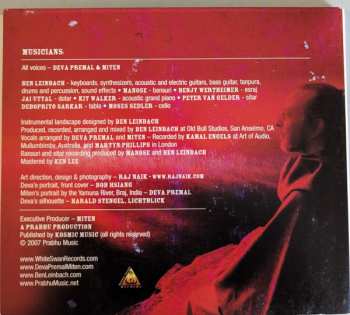 MUSICIANS:
All voices – DEVA PREMAL & MITEN
BEN LEINBACH – keyboards, synthesizers, acoustic and electric guitars, bass guitar, tanpura,
drums and percussion, sound effects • MANOSE – bansuri • BENJY WERTHEIMER – esraj
JAI UTTAL – dotar • KIT WALKER – acoustic grand piano • PETER VAN GELDER – sitar
DEBOPRITO SARKAR – tabla • MOSES SEDLER – cello
Instrumental landscape designed by BEN LEINBACH
Produced, recorded, arranged and mixed by BEN LEINBACH at Old Bull Studios, San Anselmo, CA
Vocals arranged by DEVA PREMAL and MITEN – Recorded by KAMAL ENGELS at Art of Audio,
Mullumbimby, Australia, and MARTYN PHILLIPS in London
Bansuri and sitar recording produced by MANOSE and BEN LEINBACH
Mastered by KEN LEE
Art direction, design & photography – RAJ NAIK – WWW.RAJNAIK.COM
Deva's portrait, front cover – ROB HSIANG
Miten's portrait by the Yamuna River, Braj, India – DEVA PREMAL
Deva's silhouette – HARALD STENGEL, LICHTBLICK
Executive Producer – MITEN
A PRABHU PRODUCTION
Published by KOSMIC MUSIC (all rights reserved)
© 2007 Prabhu Music
www.WhiteSwanRecords.com
www.DevaPremalMiten.com
www.BenLeinbach.com
www.PrabhuMusic.net